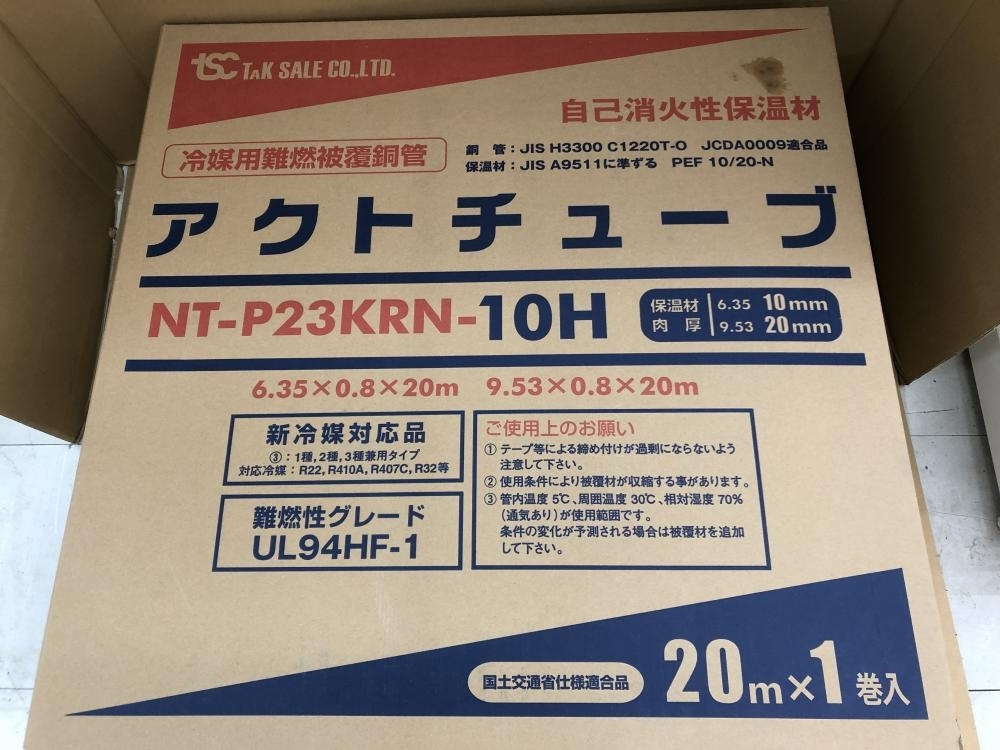 tsc TAK SALE CO.,LTD.
自己消火性保温材
冷媒用難燃被覆銅管
銅 管：JIS H3300 C1220T-O JCDA0009適合品
保温材：JIS A9511に準ずる PEF 10/20-N
アクトチューブ
NT-P23KRN-10H
保温材 6.35 10mm
肉 厚 9.53 20mm
6.35×0.8×20m 9.53×0.8×20m
新冷媒対応品
③：1種，2種，3種兼用タイプ
対応冷媒：R22，R410A，R407C，R32等
難燃性グレード
UL94HF-1
ご使用上のお願い
① テープ等による締め付けが過剰にならないよう
注意して下さい。
② 使用条件により被覆材が収縮する事があります。
③ 管内温度 5℃、周囲温度 30℃、相対湿度 70%
（通気あり）が使用範囲です。
条件の変化が予測される場合は被覆材を追加
して下さい。
国土交通省仕様適合品
20m×1巻入